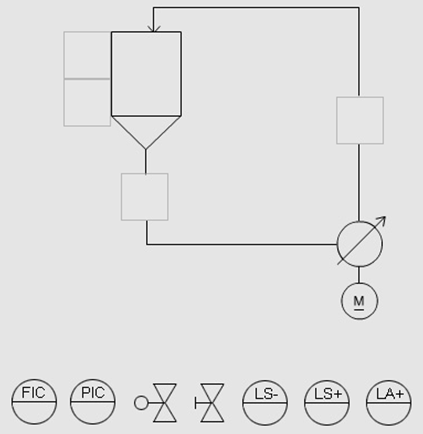 M
FIC PIC LS- LS+ LA+